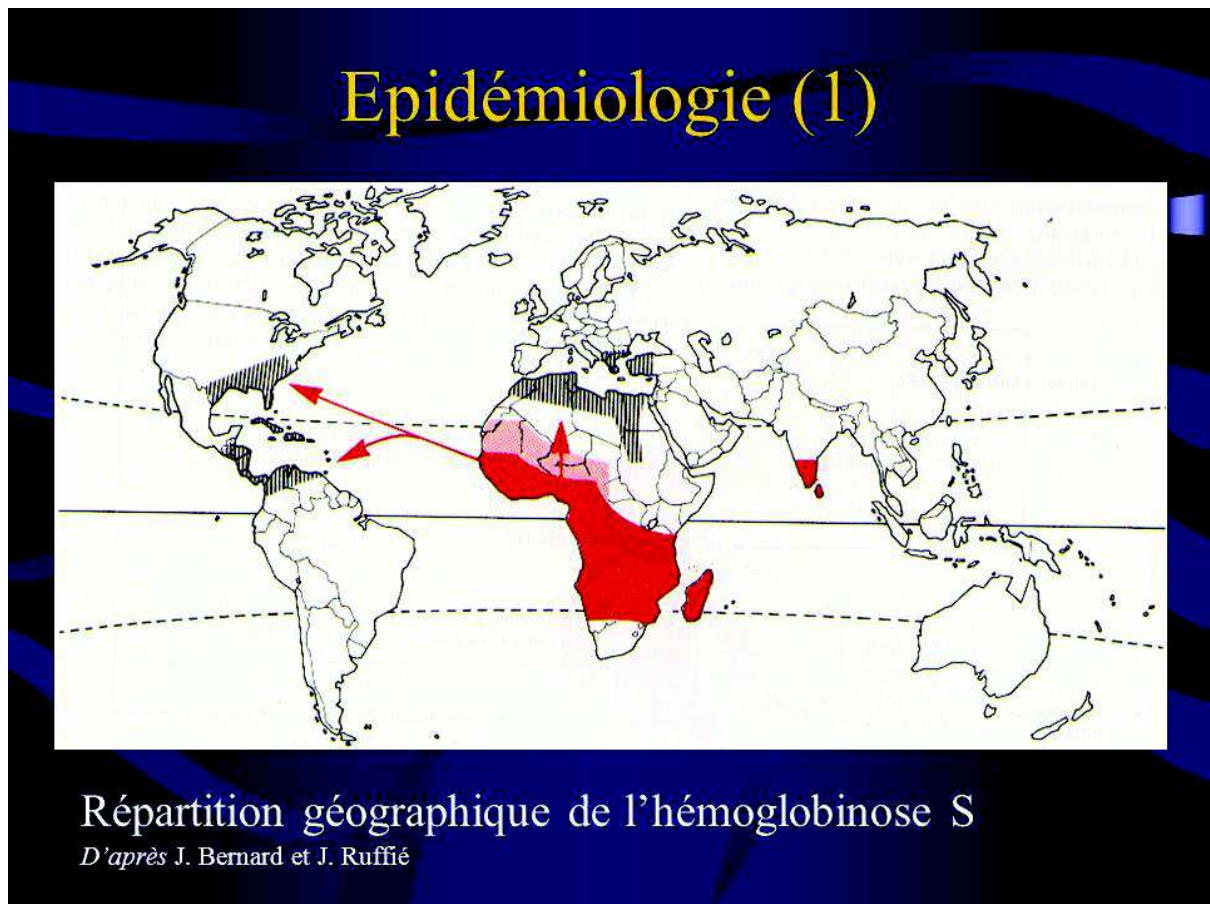 Epidémiologie (1)
Répartition géographique de l’hémoglobinose S
D’après J. Bernard et J. Ruffié